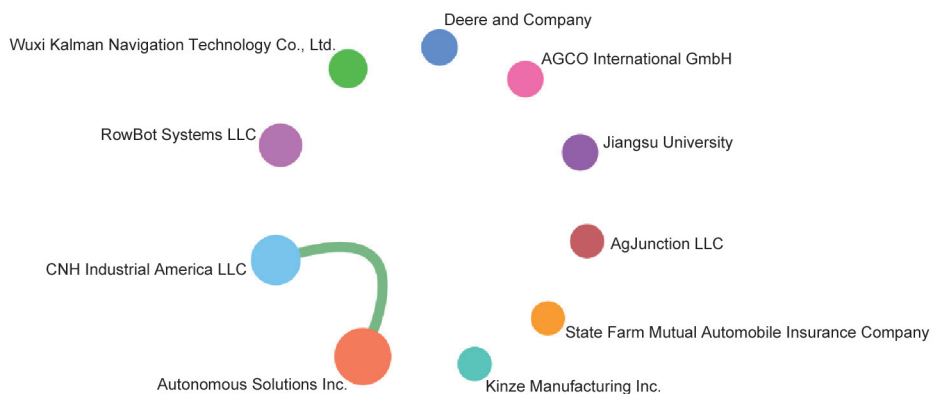 Deere and Company
Wuxi Kalman Navigation Technology Co., Ltd.
AGCO International GmbH
RowBot Systems LLC
Jiangsu University
AgJunction LLC
CNH Industrial America LLC
State Farm Mutual Automobile Insurance Company
Autonomous Solutions Inc.
Kinze Manufacturing Inc.